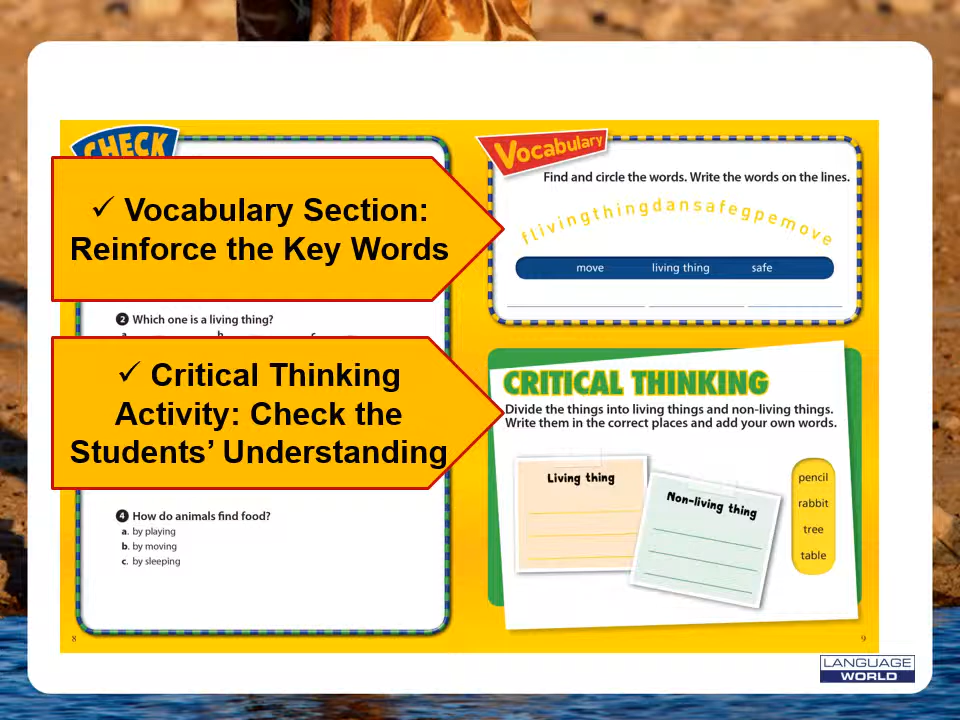 CHECK
✓ Vocabulary Section:
Reinforce the Key Words
2 Which one is a living thing?
✓ Critical Thinking
Activity: Check the
Students’ Understanding
4 How do animals find food?
a. by playing
b. by moving
c. by sleeping
8
Vocabulary
Find and circle the words. Write the words on the lines.
flivingthingdansafegpemove
move living thing safe
CRITICAL THINKING
Divide the things into living things and non-living things.
Write them in the correct places and add your own words.
Living thing
Non-living thing
pencil
rabbit
tree
table
9
LANGUAGE
WORLD